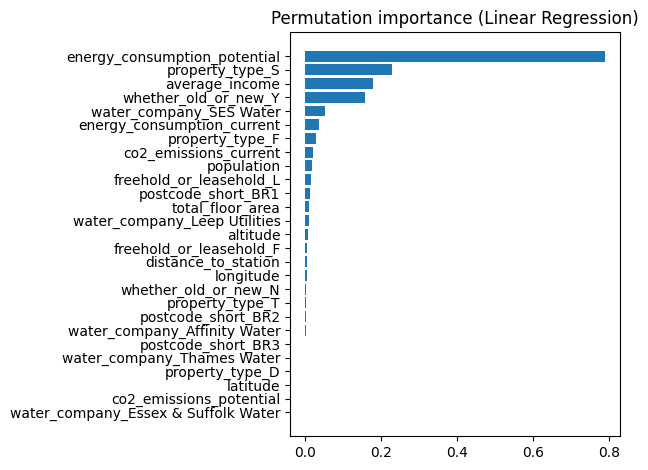 Permutation importance (Linear Regression)
energy_consumption_potential
property_type_S
average_income
whether_old_or_new_Y
water_company_SES Water
energy_consumption_current
property_type_F
co2_emissions_current
population
freehold_or_leasehold_L
postcode_short_BR1
total_floor_area
water_company_Leep Utilities
altitude
freehold_or_leasehold_F
distance_to_station
longitude
whether_old_or_new_N
property_type_T
postcode_short_BR2
water_company_Affinity Water
postcode_short_BR3
water_company_Thames Water
property_type_D
latitude
co2_emissions_potential
water_company_Essex & Suffolk Water
0.0 0.2 0.4 0.6 0.8